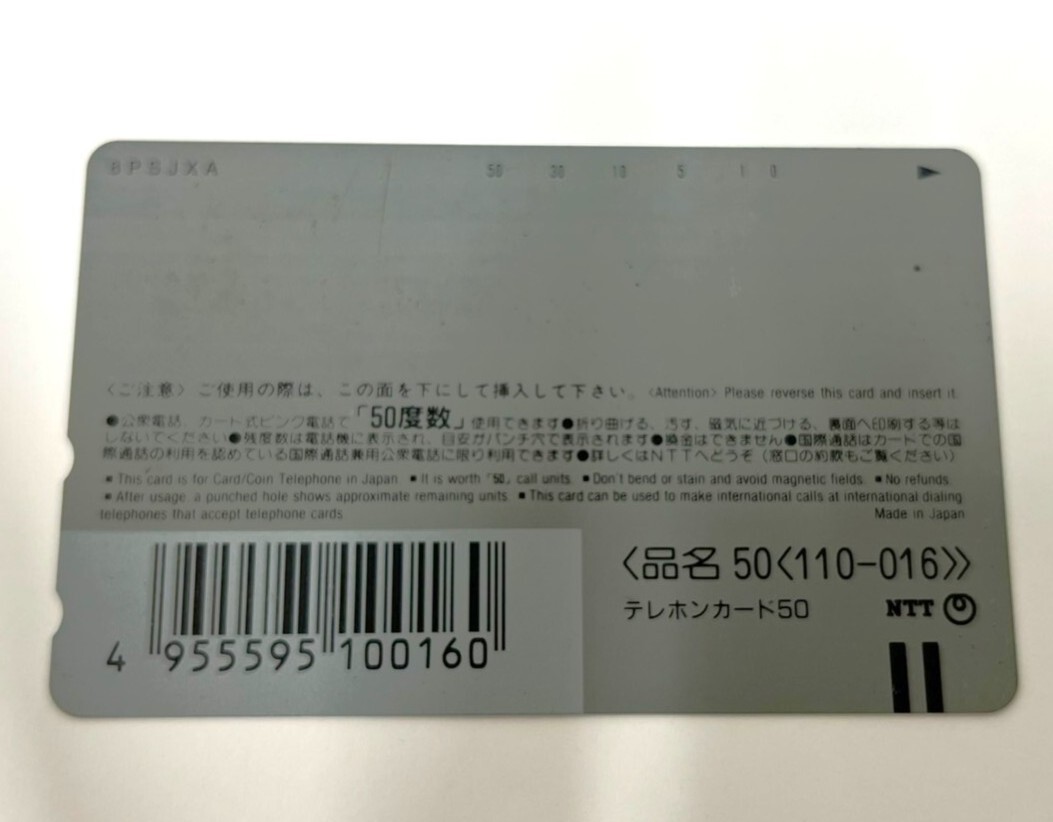 8PSJXA 50 30 10 5 1 0
〈ご注意〉ご使用の際は、この面を下にして挿入して下さい。〈Attention〉 Please reverse this card and insert it.
●公衆電話、カード式ピンク電話で「50度数」使用できます●折り曲げる、汚す、磁気に近づける、裏面へ印刷する等は
しないでください●残度数は電話機に表示され、目安がパンチ穴で表示されます●換金はできません●国際通話はカードでの国
際通話の利用を認めている国際通話兼用公衆電話に限り利用できます●詳しくはNTTへどうぞ（窓口の約款もご覧ください）
■This card is for Card/Coin Telephone in Japan. ■It is worth「50」call units. ■Don't bend or stain and avoid magnetic fields. ■No refunds.
■After usage, a punched hole shows approximate remaining units. ■This card can be used to make international calls at international dialing
telephones that accept telephone cards. Made in Japan
〈品名 50〈110-016〉〉
テレホンカード50 NTT
4 955595 100160